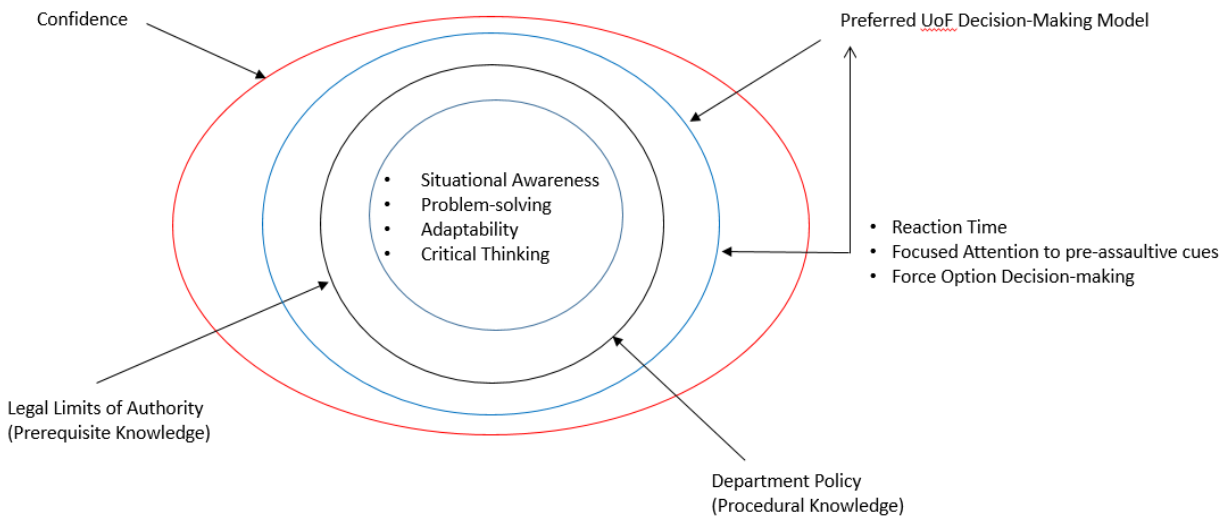 Confidence
Preferred UoF Decision-Making Model
• Situational Awareness
• Problem-solving
• Adaptability
• Critical Thinking
• Reaction Time
• Focused Attention to pre-assaultive cues
• Force Option Decision-making
Legal Limits of Authority
(Prerequisite Knowledge)
Department Policy
(Procedural Knowledge)